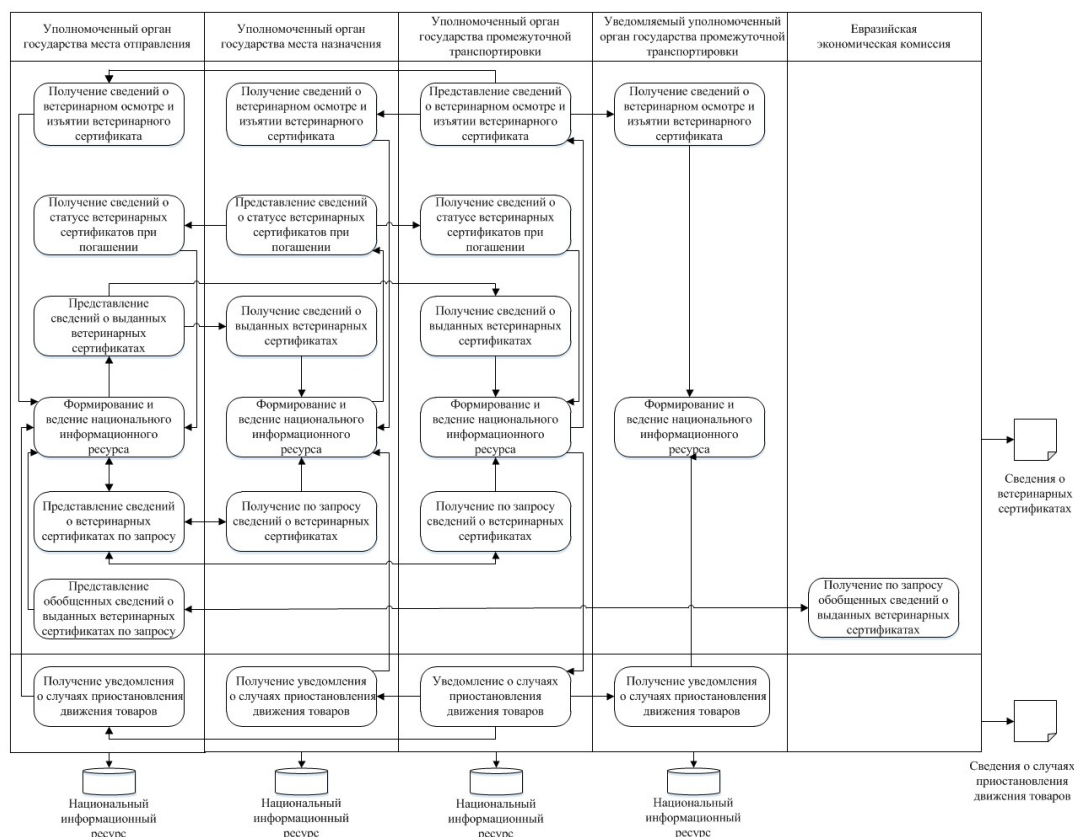 Уполномоченный орган
государства места отправления
Уполномоченный орган
государства места назначения
Уполномоченный орган
государства промежуточной
транспортировки
Уведомляемый уполномоченный
орган государства промежуточной
транспортировки
Евразийская
экономическая комиссия
Получение сведений о
ветеринарном осмотре и
изъятии ветеринарного
сертификата
Получение сведений о
ветеринарном осмотре и
изъятии ветеринарного
сертификата
Представление сведений
о ветеринарном осмотре и
изъятии ветеринарного
сертификата
Получение сведений о
ветеринарном осмотре и
изъятии ветеринарного
сертификата
Получение сведений о
статусе ветеринарных
сертификатов при
погашении
Представление сведений
о статусе ветеринарных
сертификатов при
погашении
Получение сведений о
статусе ветеринарных
сертификатов при
погашении
Представление
сведений о выданных
ветеринарных
сертификатах
Получение сведений о
выданных ветеринарных
сертификатах
Получение сведений о
выданных ветеринарных
сертификатах
Формирование и
ведение национального
информационного
ресурса
Формирование и
ведение национального
информационного
ресурса
Формирование и
ведение национального
информационного
ресурса
Формирование и
ведение национального
информационного
ресурса
Сведения о
ветеринарных
сертификатах
Представление сведений
о ветеринарных
сертификатах по запросу
Получение по запросу
сведений о ветеринарных
сертификатах
Получение по запросу
сведений о ветеринарных
сертификатах
Представление
обобщенных сведений о
выданных ветеринарных
сертификатах по запросу
Получение по запросу
обобщенных сведений о
выданных ветеринарных
сертификатах
Получение уведомления
о случаях приостановления
движения товаров
Получение уведомления
о случаях приостановления
движения товаров
Уведомление о случаях
приостановления
движения товаров
Получение уведомления
о случаях приостановления
движения товаров
Сведения о случаях
приостановления
движения товаров
Национальный
информационный
ресурс
Национальный
информационный
ресурс
Национальный
информационный
ресурс
Национальный
информационный
ресурс